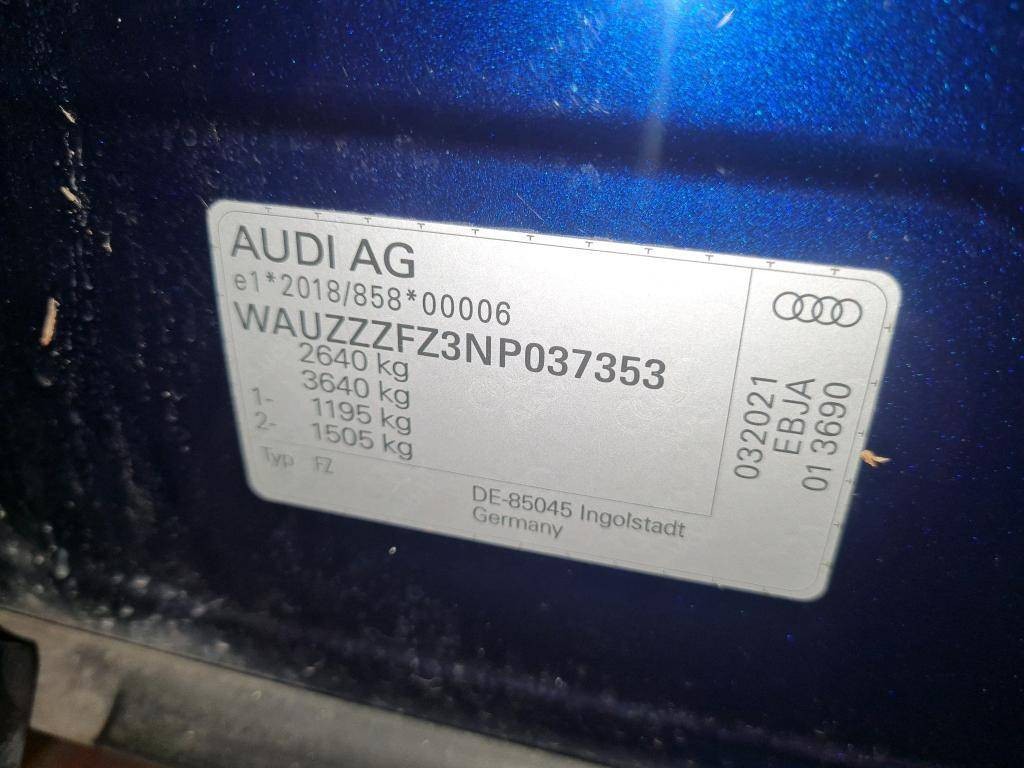 AUDI AG
e1*2018/858*00006
WAUZZZFZ3NP037353
2640 kg
3640 kg
1- 1195 kg
2- 1505 kg
Typ FZ
DE-85045 Ingolstadt
Germany
032021
EBJA
01 3690